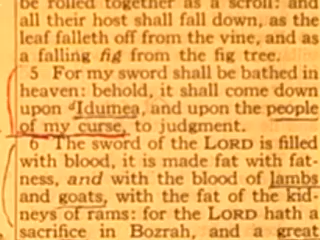 be rolled together as a scroll: and
all their host shall fall down, as the
leaf falleth off from the vine, and as
a falling fig from the fig tree.
5 For my sword shall be bathed in
heaven: behold, it shall come down
upon dIdumea, and upon the people
of my curse, to judgment.
6 The sword of the LORD is filled
with blood, it is made fat with fat-
ness, and with the blood of lambs
and goats, with the fat of the kid-
neys of rams: for the LORD hath a
sacrifice in Bozrah, and a great